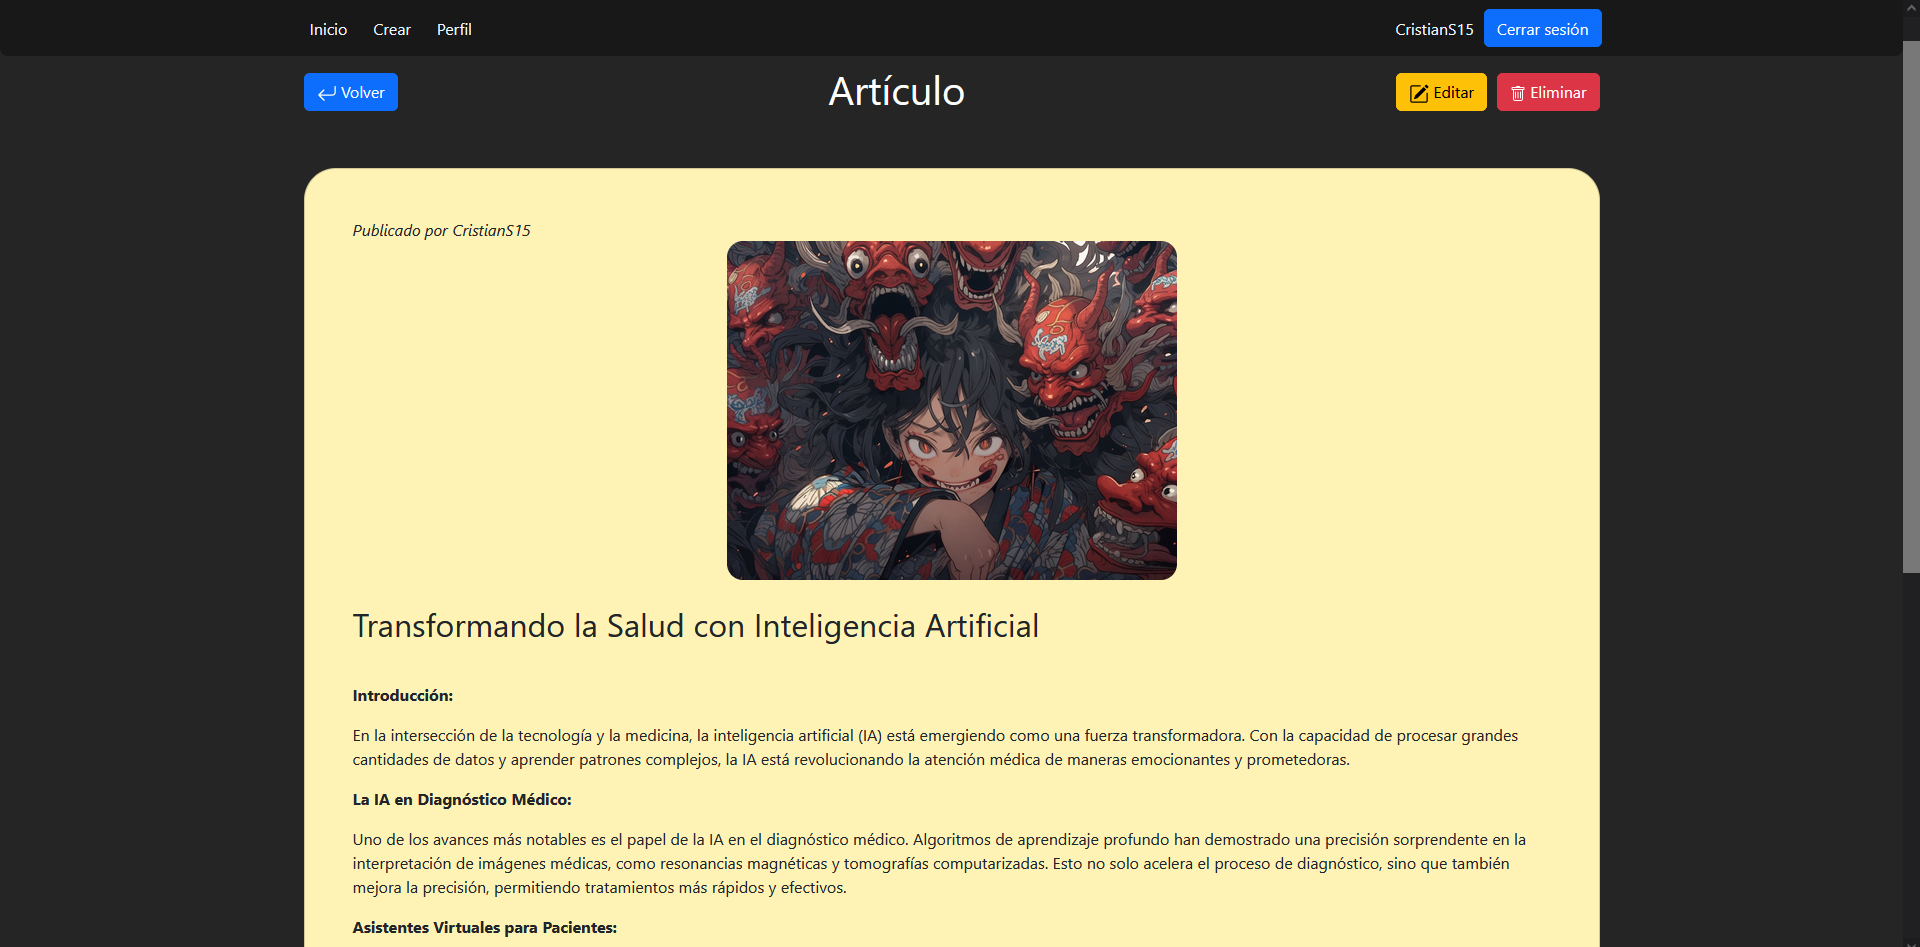 Inicio Crear Perfil CristianS15 Cerrar sesión
Volver Artículo Editar Eliminar
Publicado por CristianS15
Transformando la Salud con Inteligencia Artificial
Introducción:
En la intersección de la tecnología y la medicina, la inteligencia artificial (IA) está emergiendo como una fuerza transformadora. Con la capacidad de procesar grandes
cantidades de datos y aprender patrones complejos, la IA está revolucionando la atención médica de maneras emocionantes y prometedoras.
La IA en Diagnóstico Médico:
Uno de los avances más notables es el papel de la IA en el diagnóstico médico. Algoritmos de aprendizaje profundo han demostrado una precisión sorprendente en la
interpretación de imágenes médicas, como resonancias magnéticas y tomografías computarizadas. Esto no solo acelera el proceso de diagnóstico, sino que también
mejora la precisión, permitiendo tratamientos más rápidos y efectivos.
Asistentes Virtuales para Pacientes: